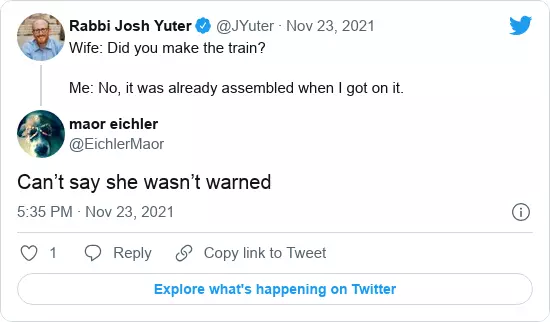 Rabbi Josh Yuter @JYuter · Nov 23, 2021
Wife: Did you make the train?
Me: No, it was already assembled when I got on it.
maor eichler
@EichlerMaor
Can’t say she wasn’t warned
5:35 PM · Nov 23, 2021
1 Reply Copy link to Tweet
Explore what's happening on Twitter